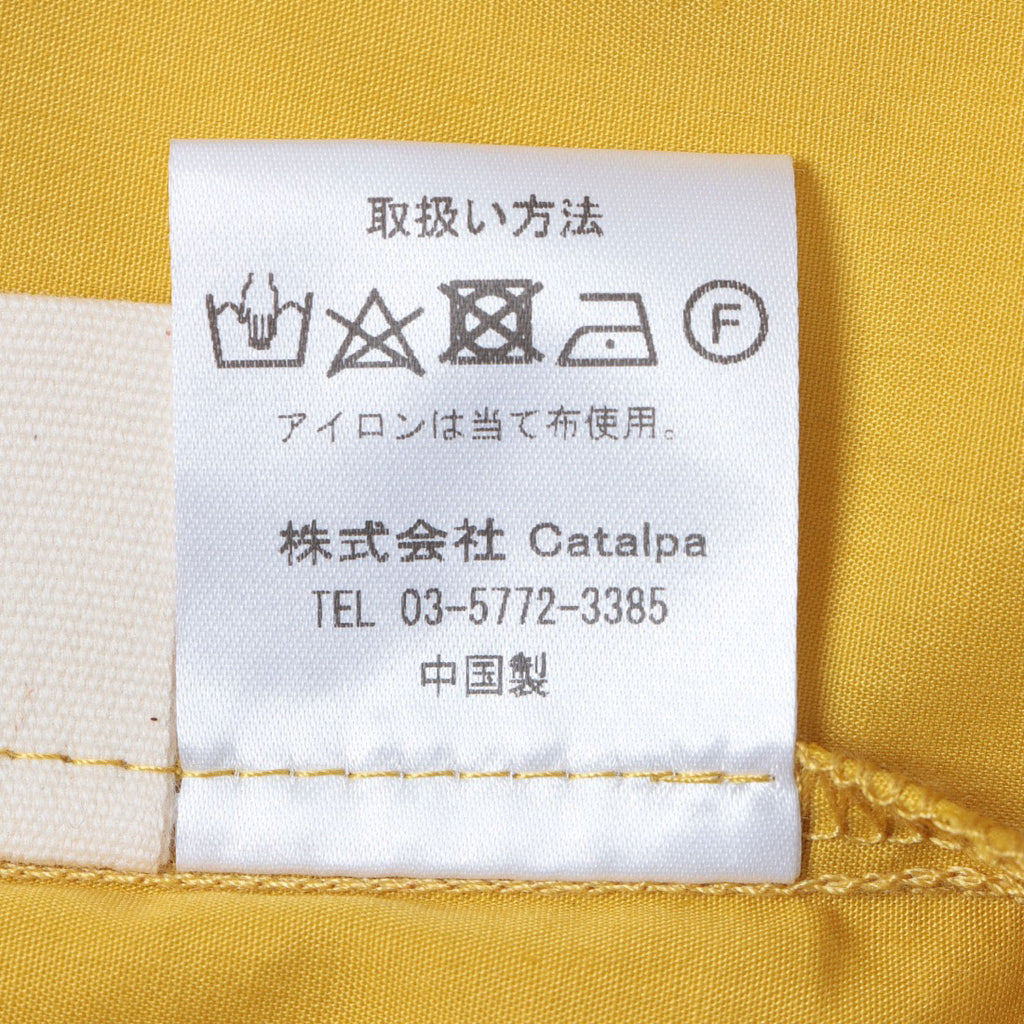 取扱い方法
F
アイロンは当て布使用。
株式会社 Catalpa
TEL 03-5772-3385
中国製